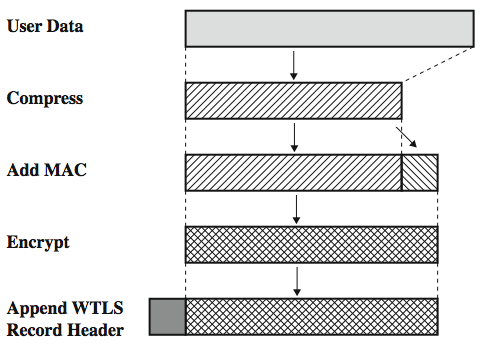 User Data
Compress
Add MAC
Encrypt
Append WTLS
Record Header